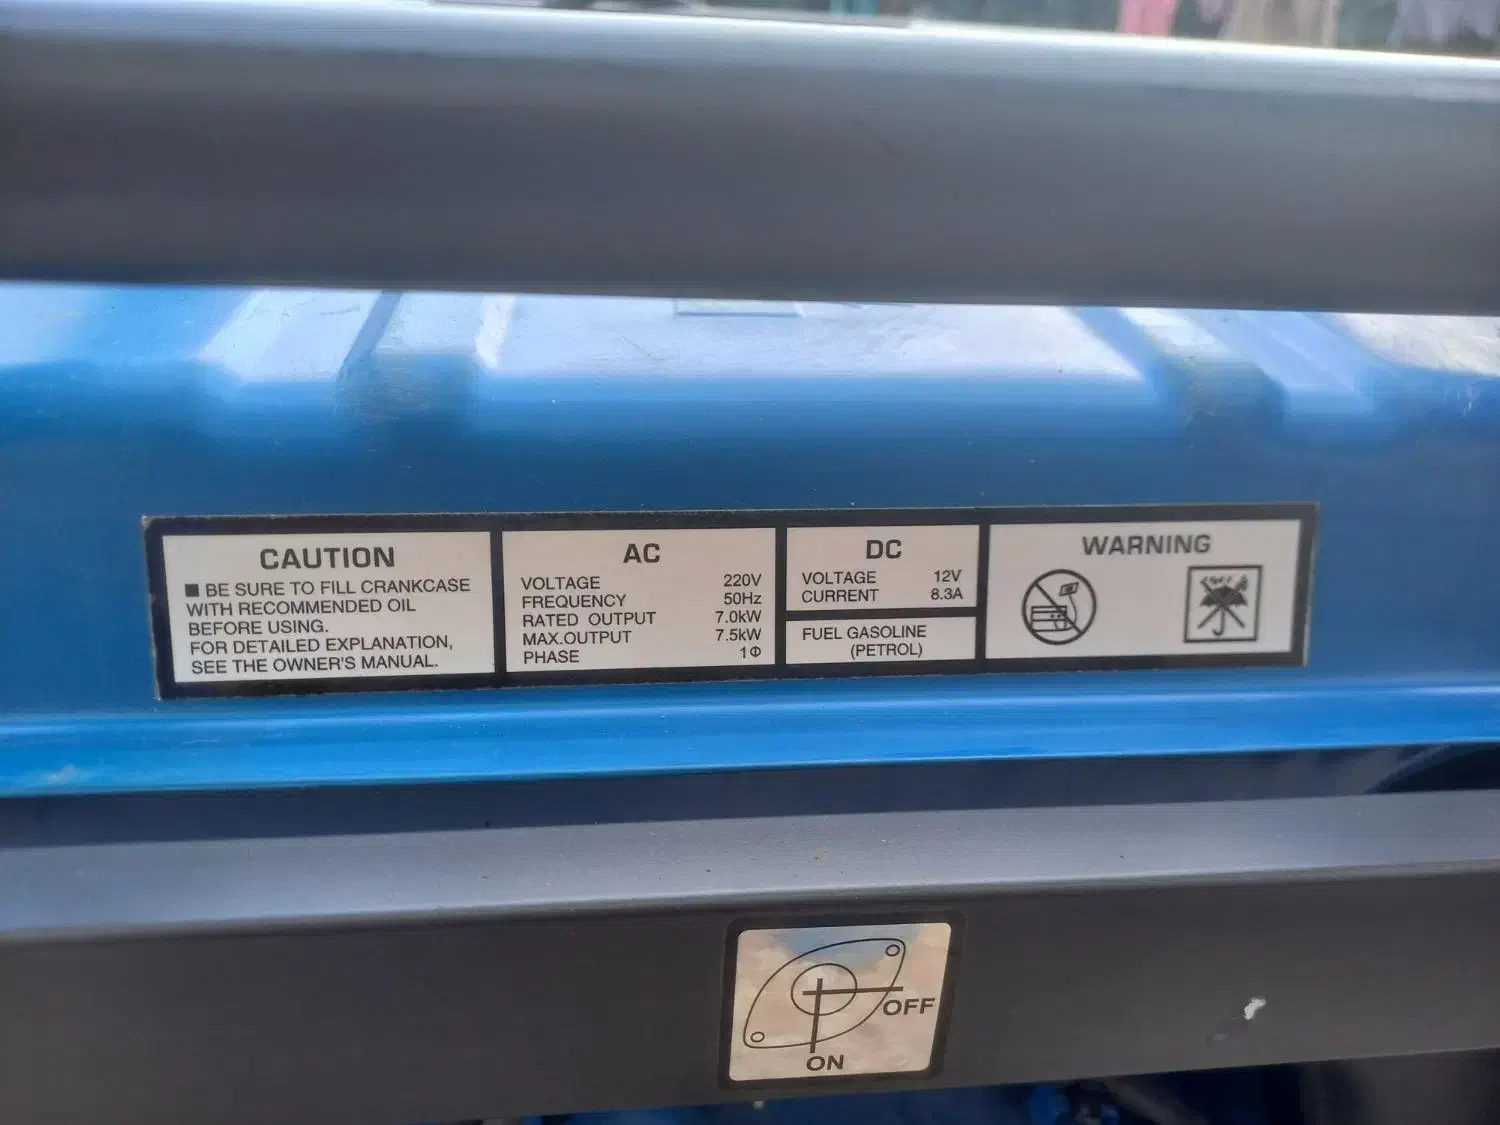 CAUTION
■ BE SURE TO FILL CRANKCASE
WITH RECOMMENDED OIL
BEFORE USING.
FOR DETAILED EXPLANATION,
SEE THE OWNER'S MANUAL.
AC
VOLTAGE 220V
FREQUENCY 50Hz
RATED OUTPUT 7.0kW
MAX.OUTPUT 7.5kW
PHASE 1Φ
DC
VOLTAGE 12V
CURRENT 8.3A
FUEL GASOLINE
(PETROL)
WARNING
OFF
ON